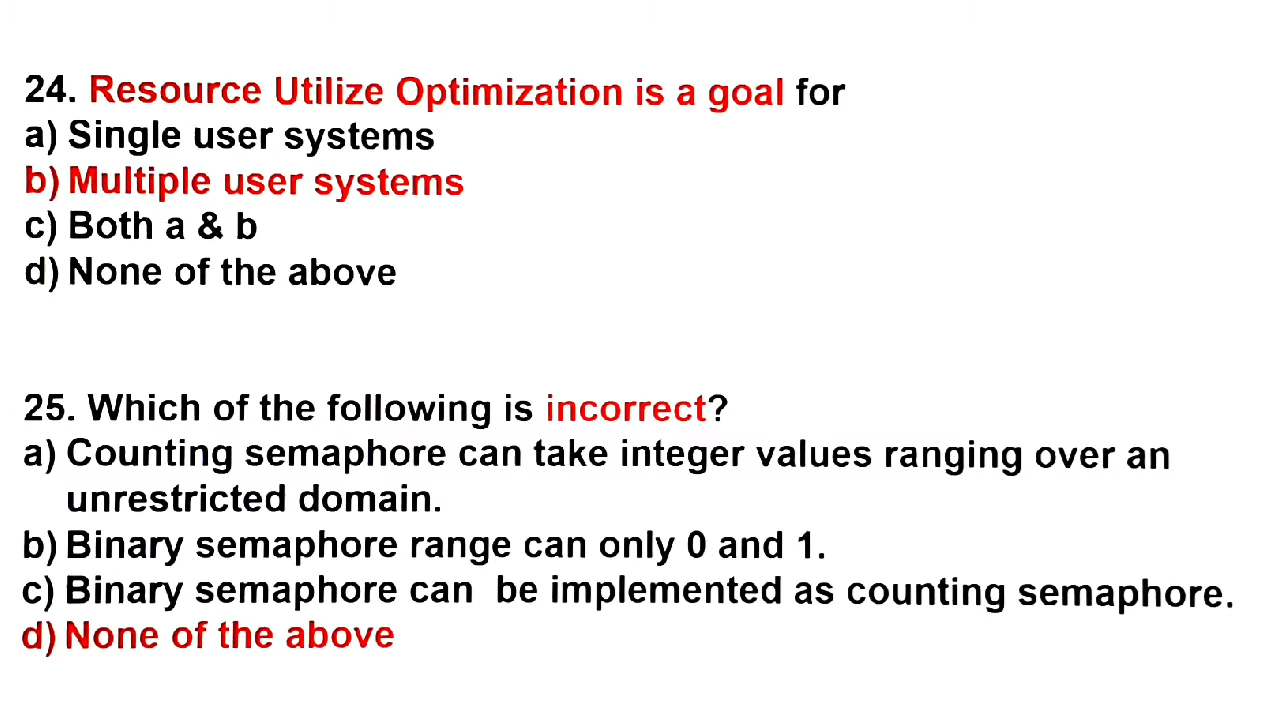 24. Resource Utilize Optimization is a goal for
a) Single user systems
b) Multiple user systems
c) Both a & b
d) None of the above
25. Which of the following is incorrect?
a) Counting semaphore can take integer values ranging over an
unrestricted domain.
b) Binary semaphore range can only 0 and 1.
c) Binary semaphore can be implemented as counting semaphore.
d) None of the above